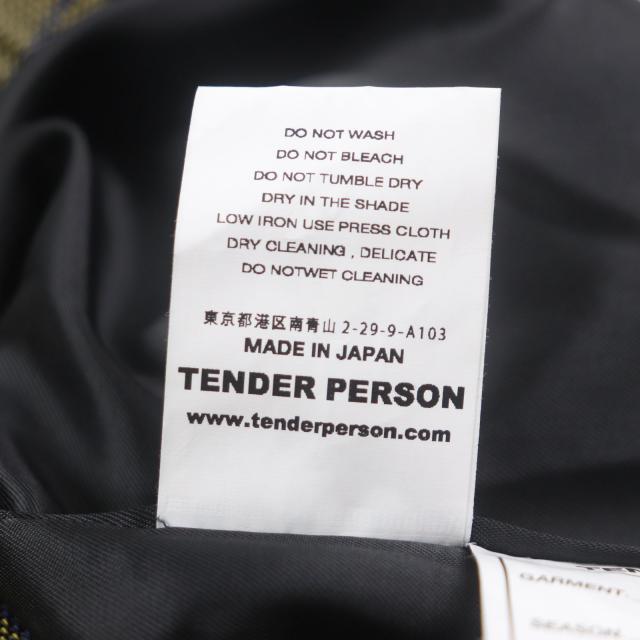 DO NOT WASH
DO NOT BLEACH
DO NOT TUMBLE DRY
DRY IN THE SHADE
LOW IRON USE PRESS CLOTH
DRY CLEANING , DELICATE
DO NOTWET CLEANING
東京都港区南青山 2-29-9-A103
MADE IN JAPAN
TENDER PERSON
www.tenderperson.com
GARMENT
SEASON